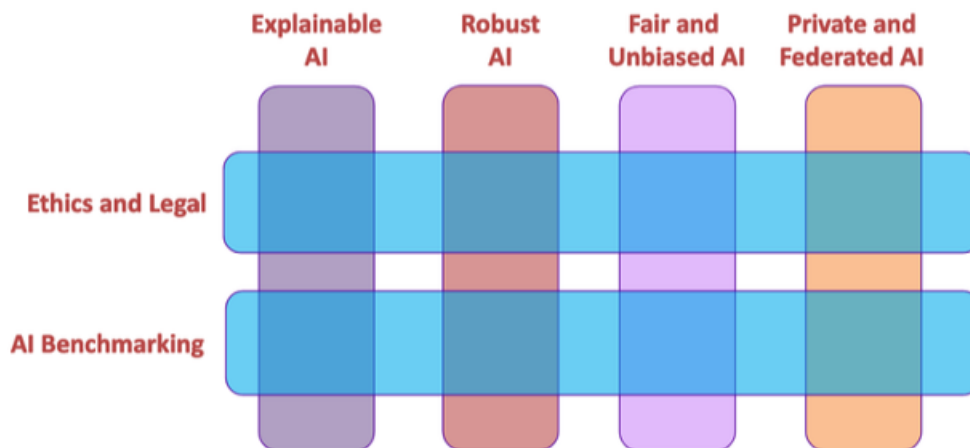 Explainable
AI
Robust
AI
Fair and
Unbiased AI
Private and
Federated AI
Ethics and Legal
AI Benchmarking